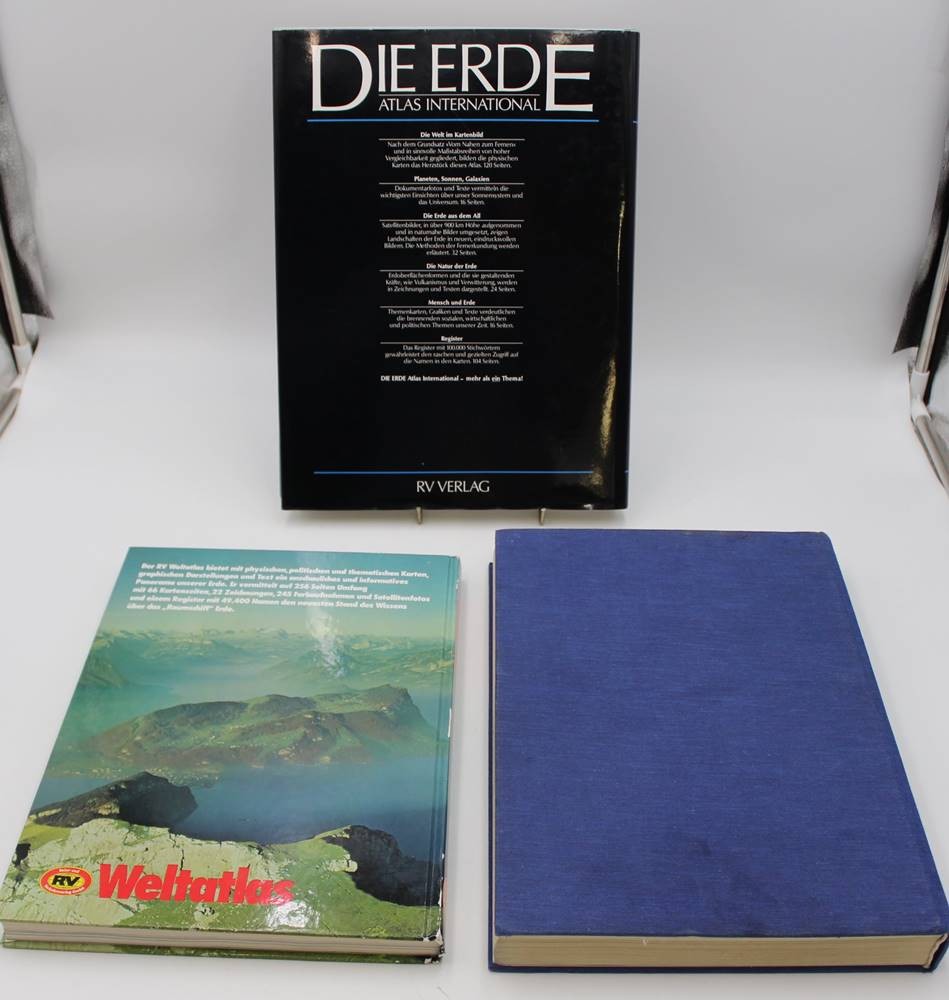 DIE ERDE
ATLAS INTERNATIONAL
Die Welt im Kartenbild
Nach dem Grundsatz »Vom Nahen zum Fernen«
und in sinnvolle Maßstabsreihen von hoher
Vergleichbarkeit gegliedert, bilden die physischen
Karten das Herzstück dieses Atlas. 120 Seiten.
Planeten, Sonnen, Galaxien
Dokumentarfotos und Texte vermitteln die
wichtigsten Einsichten über unser Sonnensystem und
das Universum. 16 Seiten.
Die Erde aus dem All
Satellitenbilder, in über 900 km Höhe aufgenommen
und in naturnahe Bilder umgesetzt, zeigen
Landschaften der Erde in neuen, eindrucksvollen
Bildern. Die Methoden der Fernerkundung werden
erläutert. 32 Seiten.
Die Natur der Erde
Erdoberflächenformen und die sie gestaltenden
Kräfte, wie Vulkanismus und Verwitterung, werden
in Zeichnungen und Texten dargestellt. 24 Seiten.
Mensch und Erde
Themenkarten, Grafiken und Texte verdeutlichen
die brennenden sozialen, wirtschaftlichen
und politischen Themen unserer Zeit. 16 Seiten.
Register
Das Register mit 100.000 Stichwörtern
gewährleistet den raschen und gezielten Zugriff auf
die Namen in den Karten. 104 Seiten.
DIE ERDE Atlas International – mehr als ein Thema!
RV VERLAG
Der RV Weltatlas bietet mit physischen, politischen und thematischen Karten,
graphischen Darstellungen und Text ein anschauliches und informatives
Panorama unserer Erde. Er vermittelt auf 256 Seiten Umfang
mit 66 Kartenseiten, 22 Zeichnungen, 245 Farbaufnahmen und Satellitenfotos
und einem Register mit 49.400 Namen den neuesten Stand des Wissens
über das „Raumschiff" Erde.
RV
Weltatlas